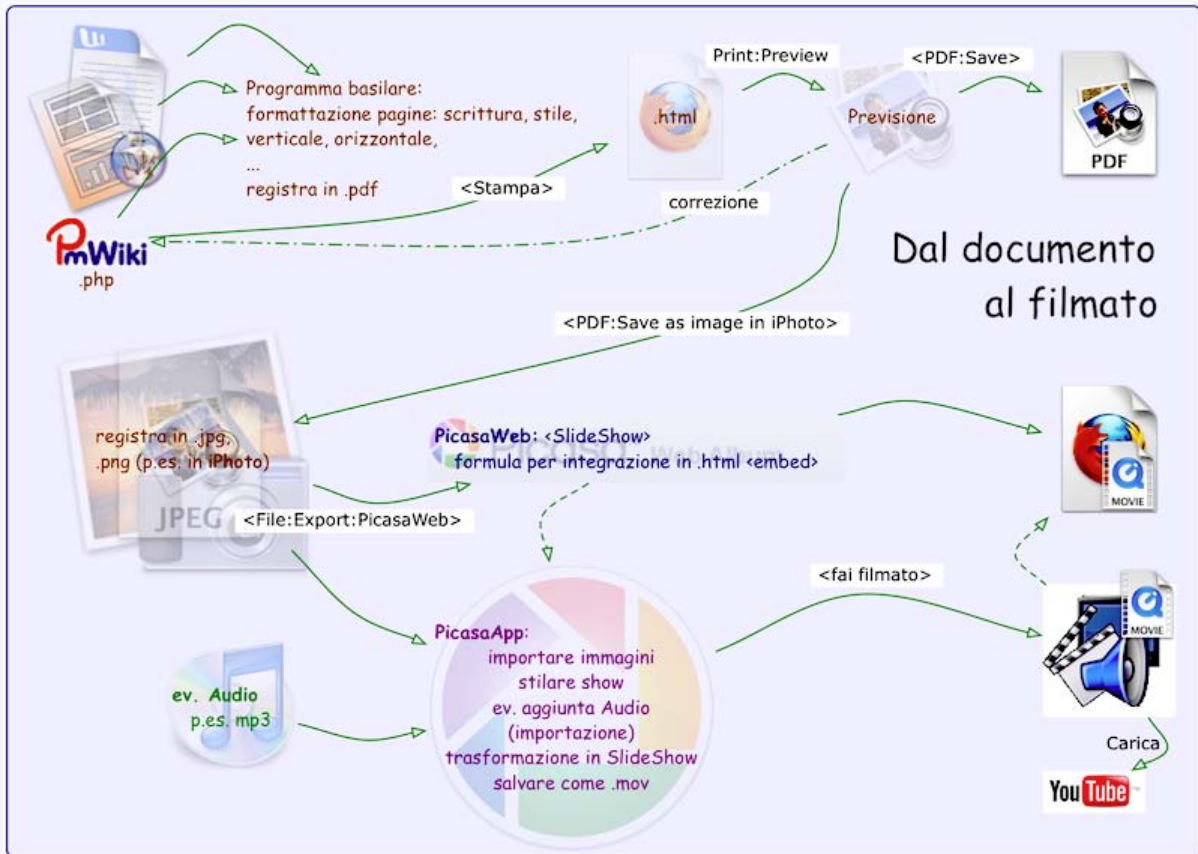 Programma basilare:
formattazione pagine: scrittura, stile,
verticale, orizzontale,
...
registra in .pdf
PmWiki
.php
<Stampa>
.html
Print:Preview
Previsione
<PDF:Save>
PDF
correzione
Dal documento
al filmato
<PDF:Save as image in iPhoto>
registra in .jpg,
.png (p.es. in iPhoto)
JPEG
<File:Export:PicasaWeb>
PicasaWeb: <SlideShow>
formula per integrazione in .html <embed>
Web Album
MOVIE
<fai filmato>
MOVIE
PicasaApp:
importare immagini
stilare show
ev. aggiunta Audio
(importazione)
trasformazione in SlideShow
salvare come .mov
ev. Audio
p.es. mp3
Carica
YouTube